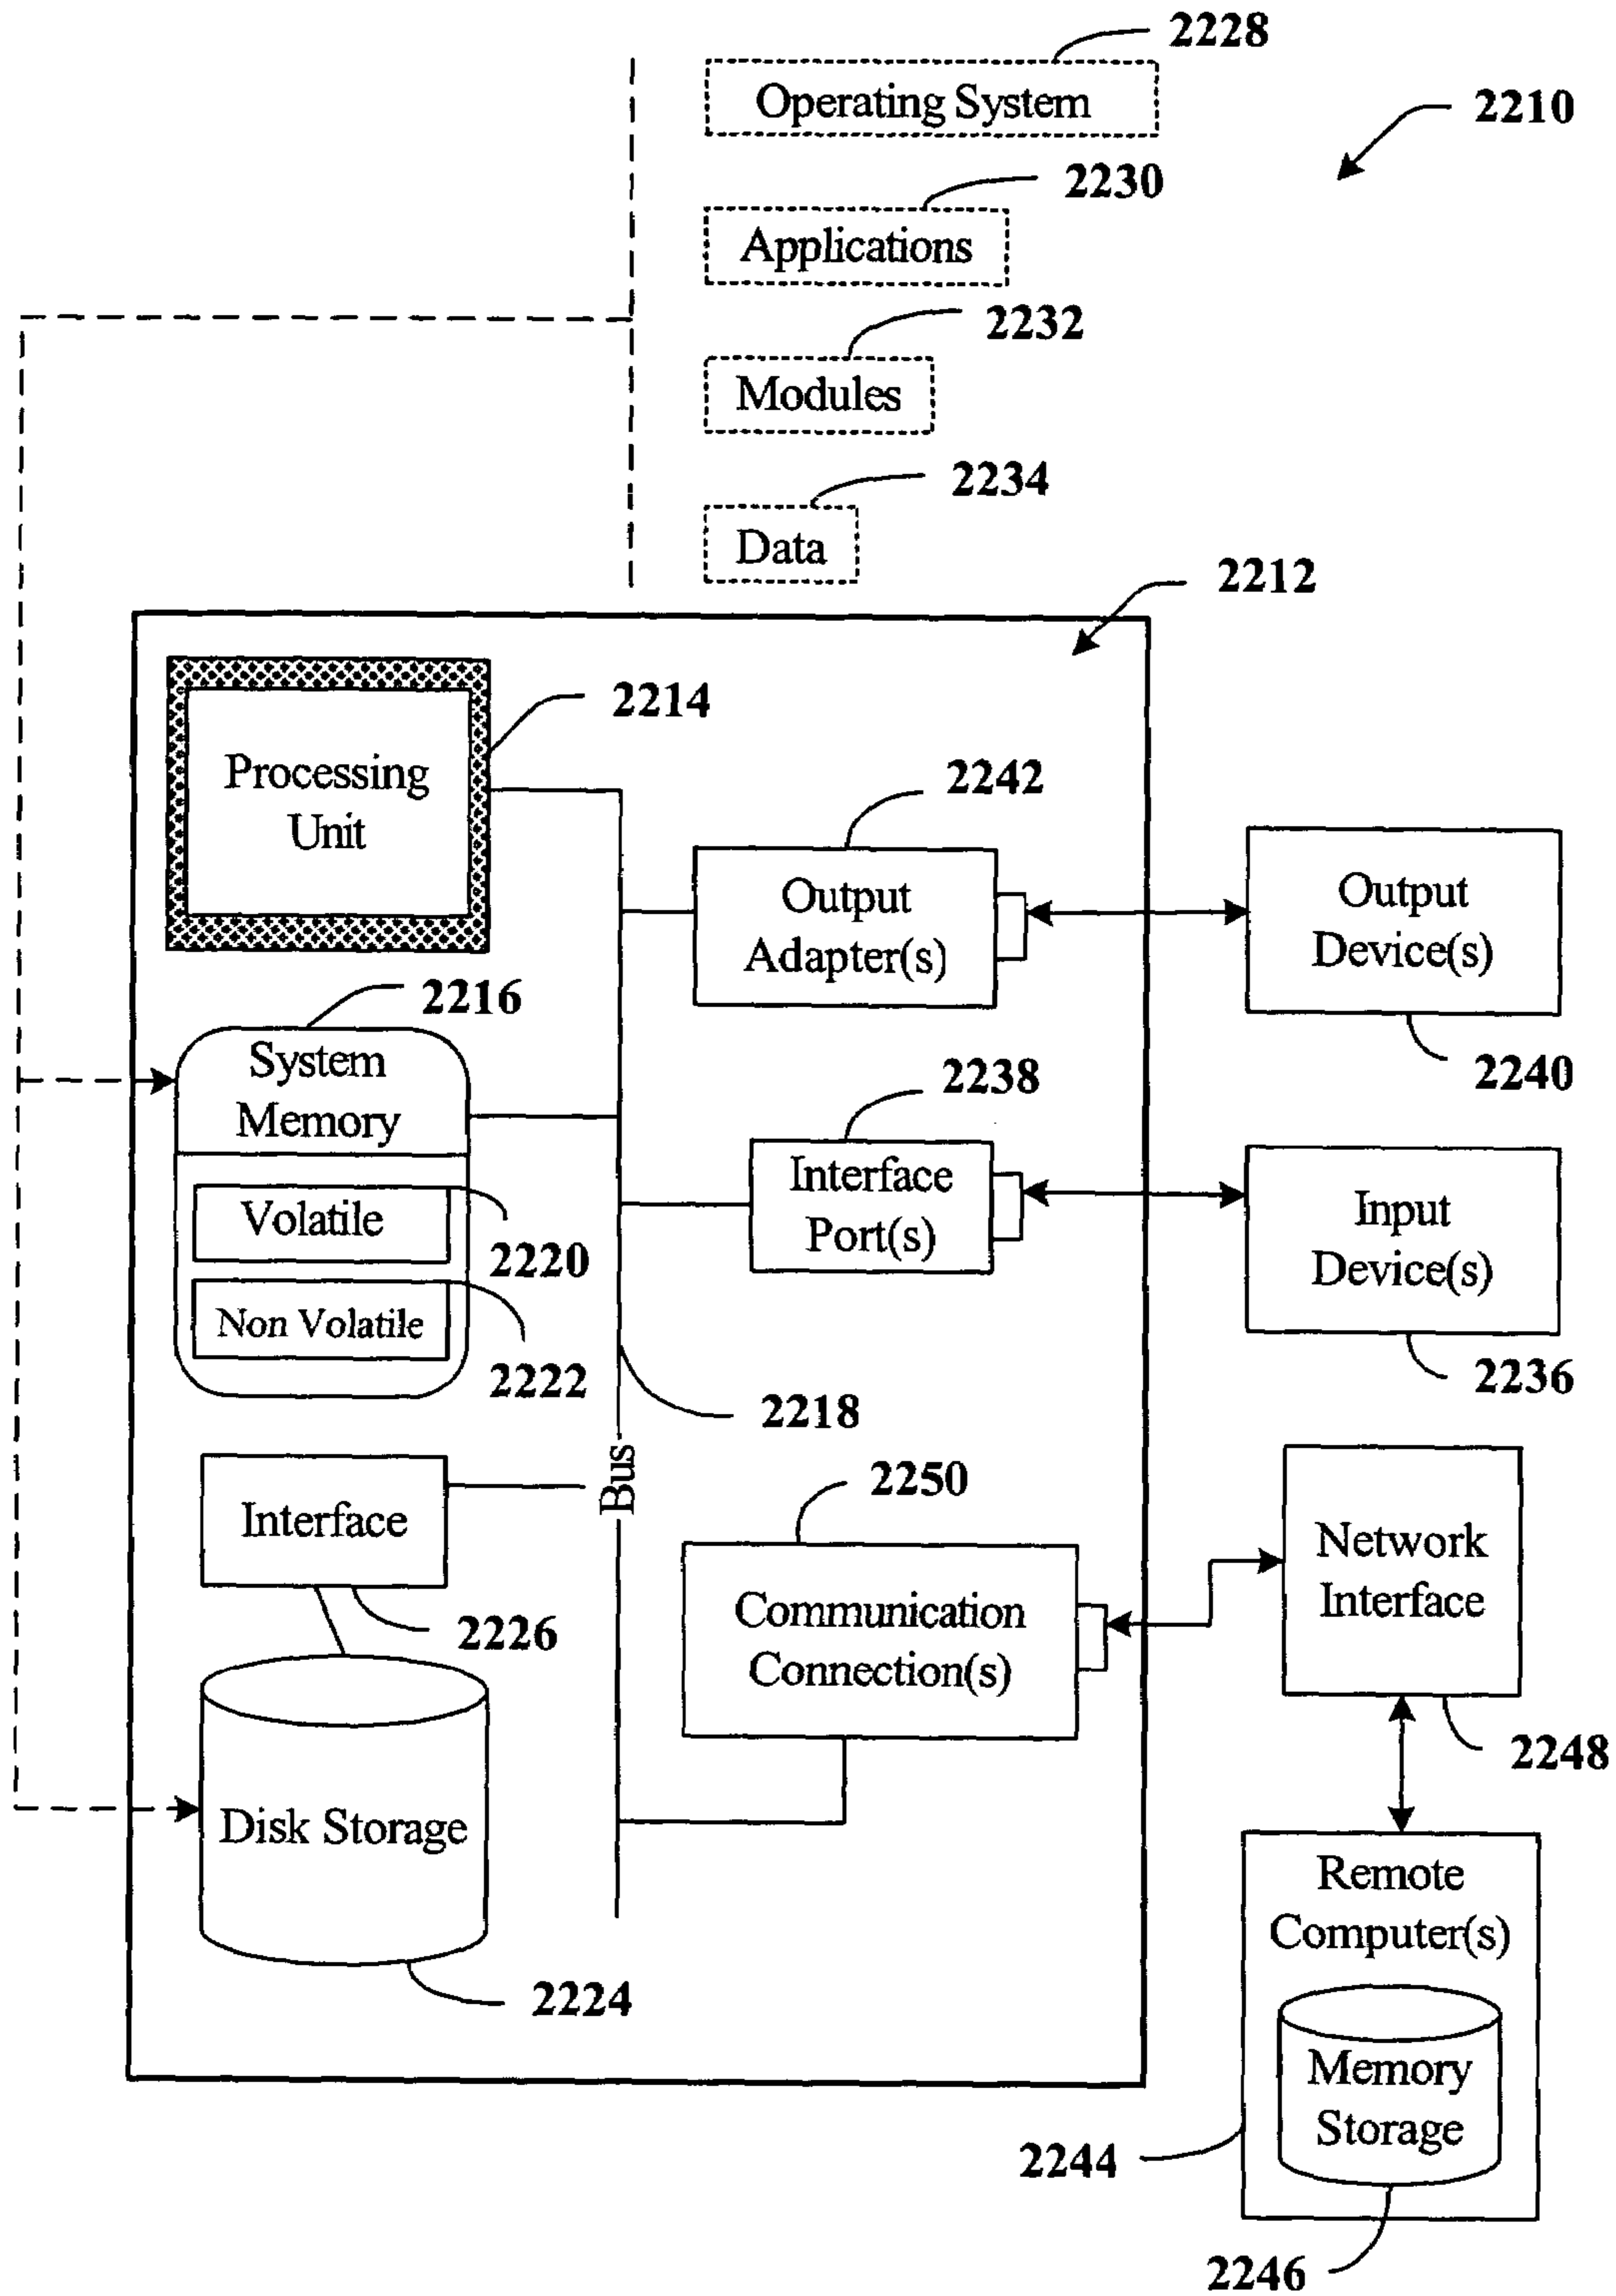 2228
Operating System
2210
2230
Applications
2232
Modules
2234
Data
2212
2214
Processing
Unit
2242
Output
Adapter(s)
Output
Device(s)
2240
2216
System
Memory
2238
Interface
Port(s)
Volatile
2220
Input
Device(s)
Non Volatile
2222
2236
2218
Bus
Interface
2226
2250
Communication
Connection(s)
Network
Interface
2248
Disk Storage
2224
Remote
Computer(s)
Memory
Storage
2244
2246